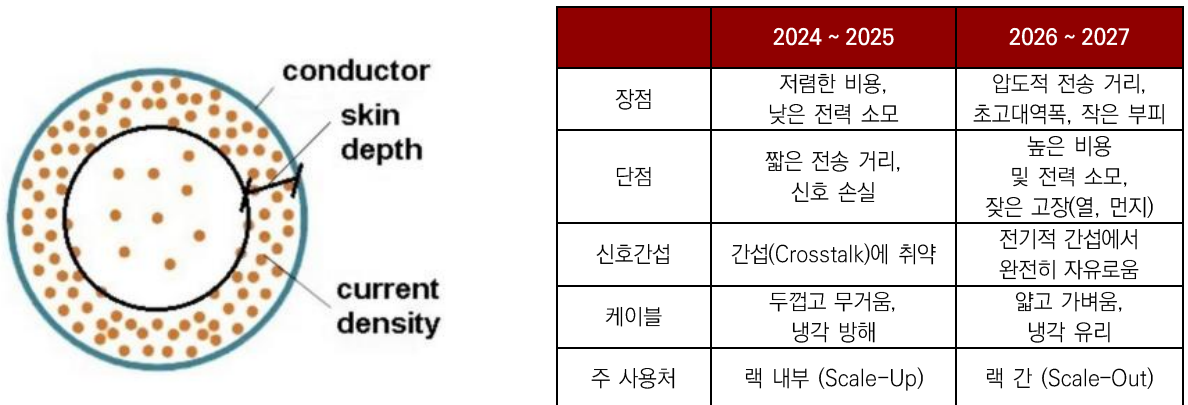 conductor
skin
depth
current
density
2024 ~ 2025
2026 ~ 2027
장점
저렴한 비용,
낮은 전력 소모
압도적 전송 거리,
초고대역폭, 작은 부피
단점
짧은 전송 거리,
신호 손실
높은 비용
및 전력 소모,
잦은 고장(열, 먼지)
신호간섭
간섭(Crosstalk)에 취약
전기적 간섭에서
완전히 자유로움
케이블
두껍고 무거움,
냉각 방해
얇고 가벼움,
냉각 유리
주 사용처
랙 내부 (Scale-Up)
랙 간 (Scale-Out)